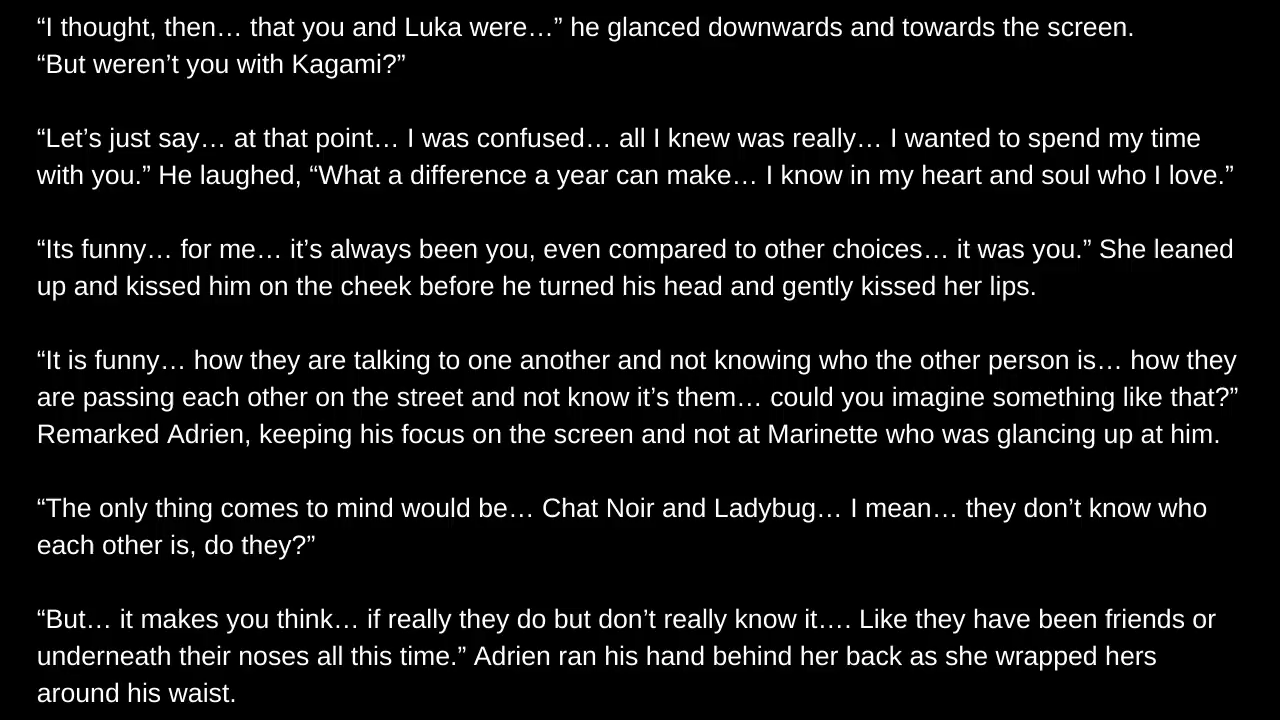 “I thought, then… that you and Luka were…” he glanced downwards and towards the screen.
“But weren’t you with Kagami?”
“Let’s just say… at that point… I was confused… all I knew was really… I wanted to spend my time
with you.” He laughed, “What a difference a year can make… I know in my heart and soul who I love.”
“Its funny… for me… it’s always been you, even compared to other choices… it was you.” She leaned
up and kissed him on the cheek before he turned his head and gently kissed her lips.
“It is funny… how they are talking to one another and not knowing who the other person is… how they
are passing each other on the street and not know it’s them… could you imagine something like that?”
Remarked Adrien, keeping his focus on the screen and not at Marinette who was glancing up at him.
“The only thing comes to mind would be… Chat Noir and Ladybug… I mean… they don’t know who
each other is, do they?”
“But… it makes you think… if really they do but don’t really know it…. Like they have been friends or
underneath their noses all this time.” Adrien ran his hand behind her back as she wrapped hers
around his waist.